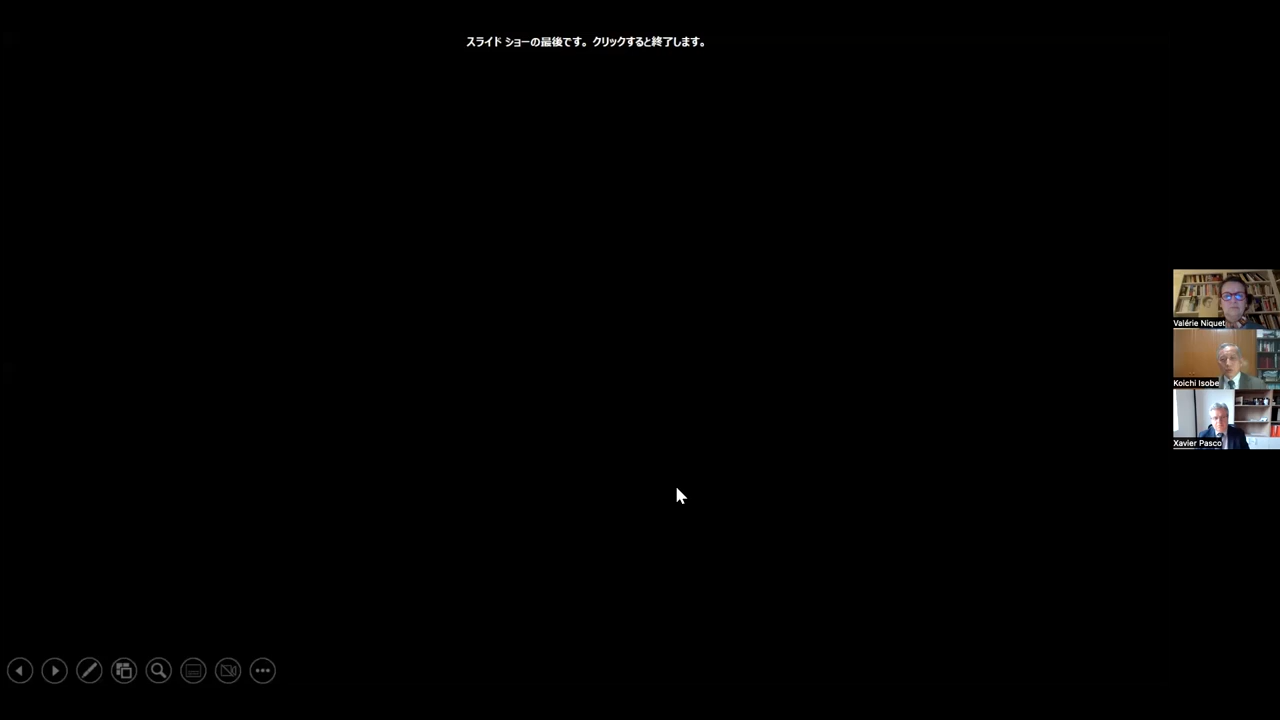 スライド ショーの最後です。クリックすると終了します。
Valérie Niquet
Koichi Isobe
Xavier Pasco